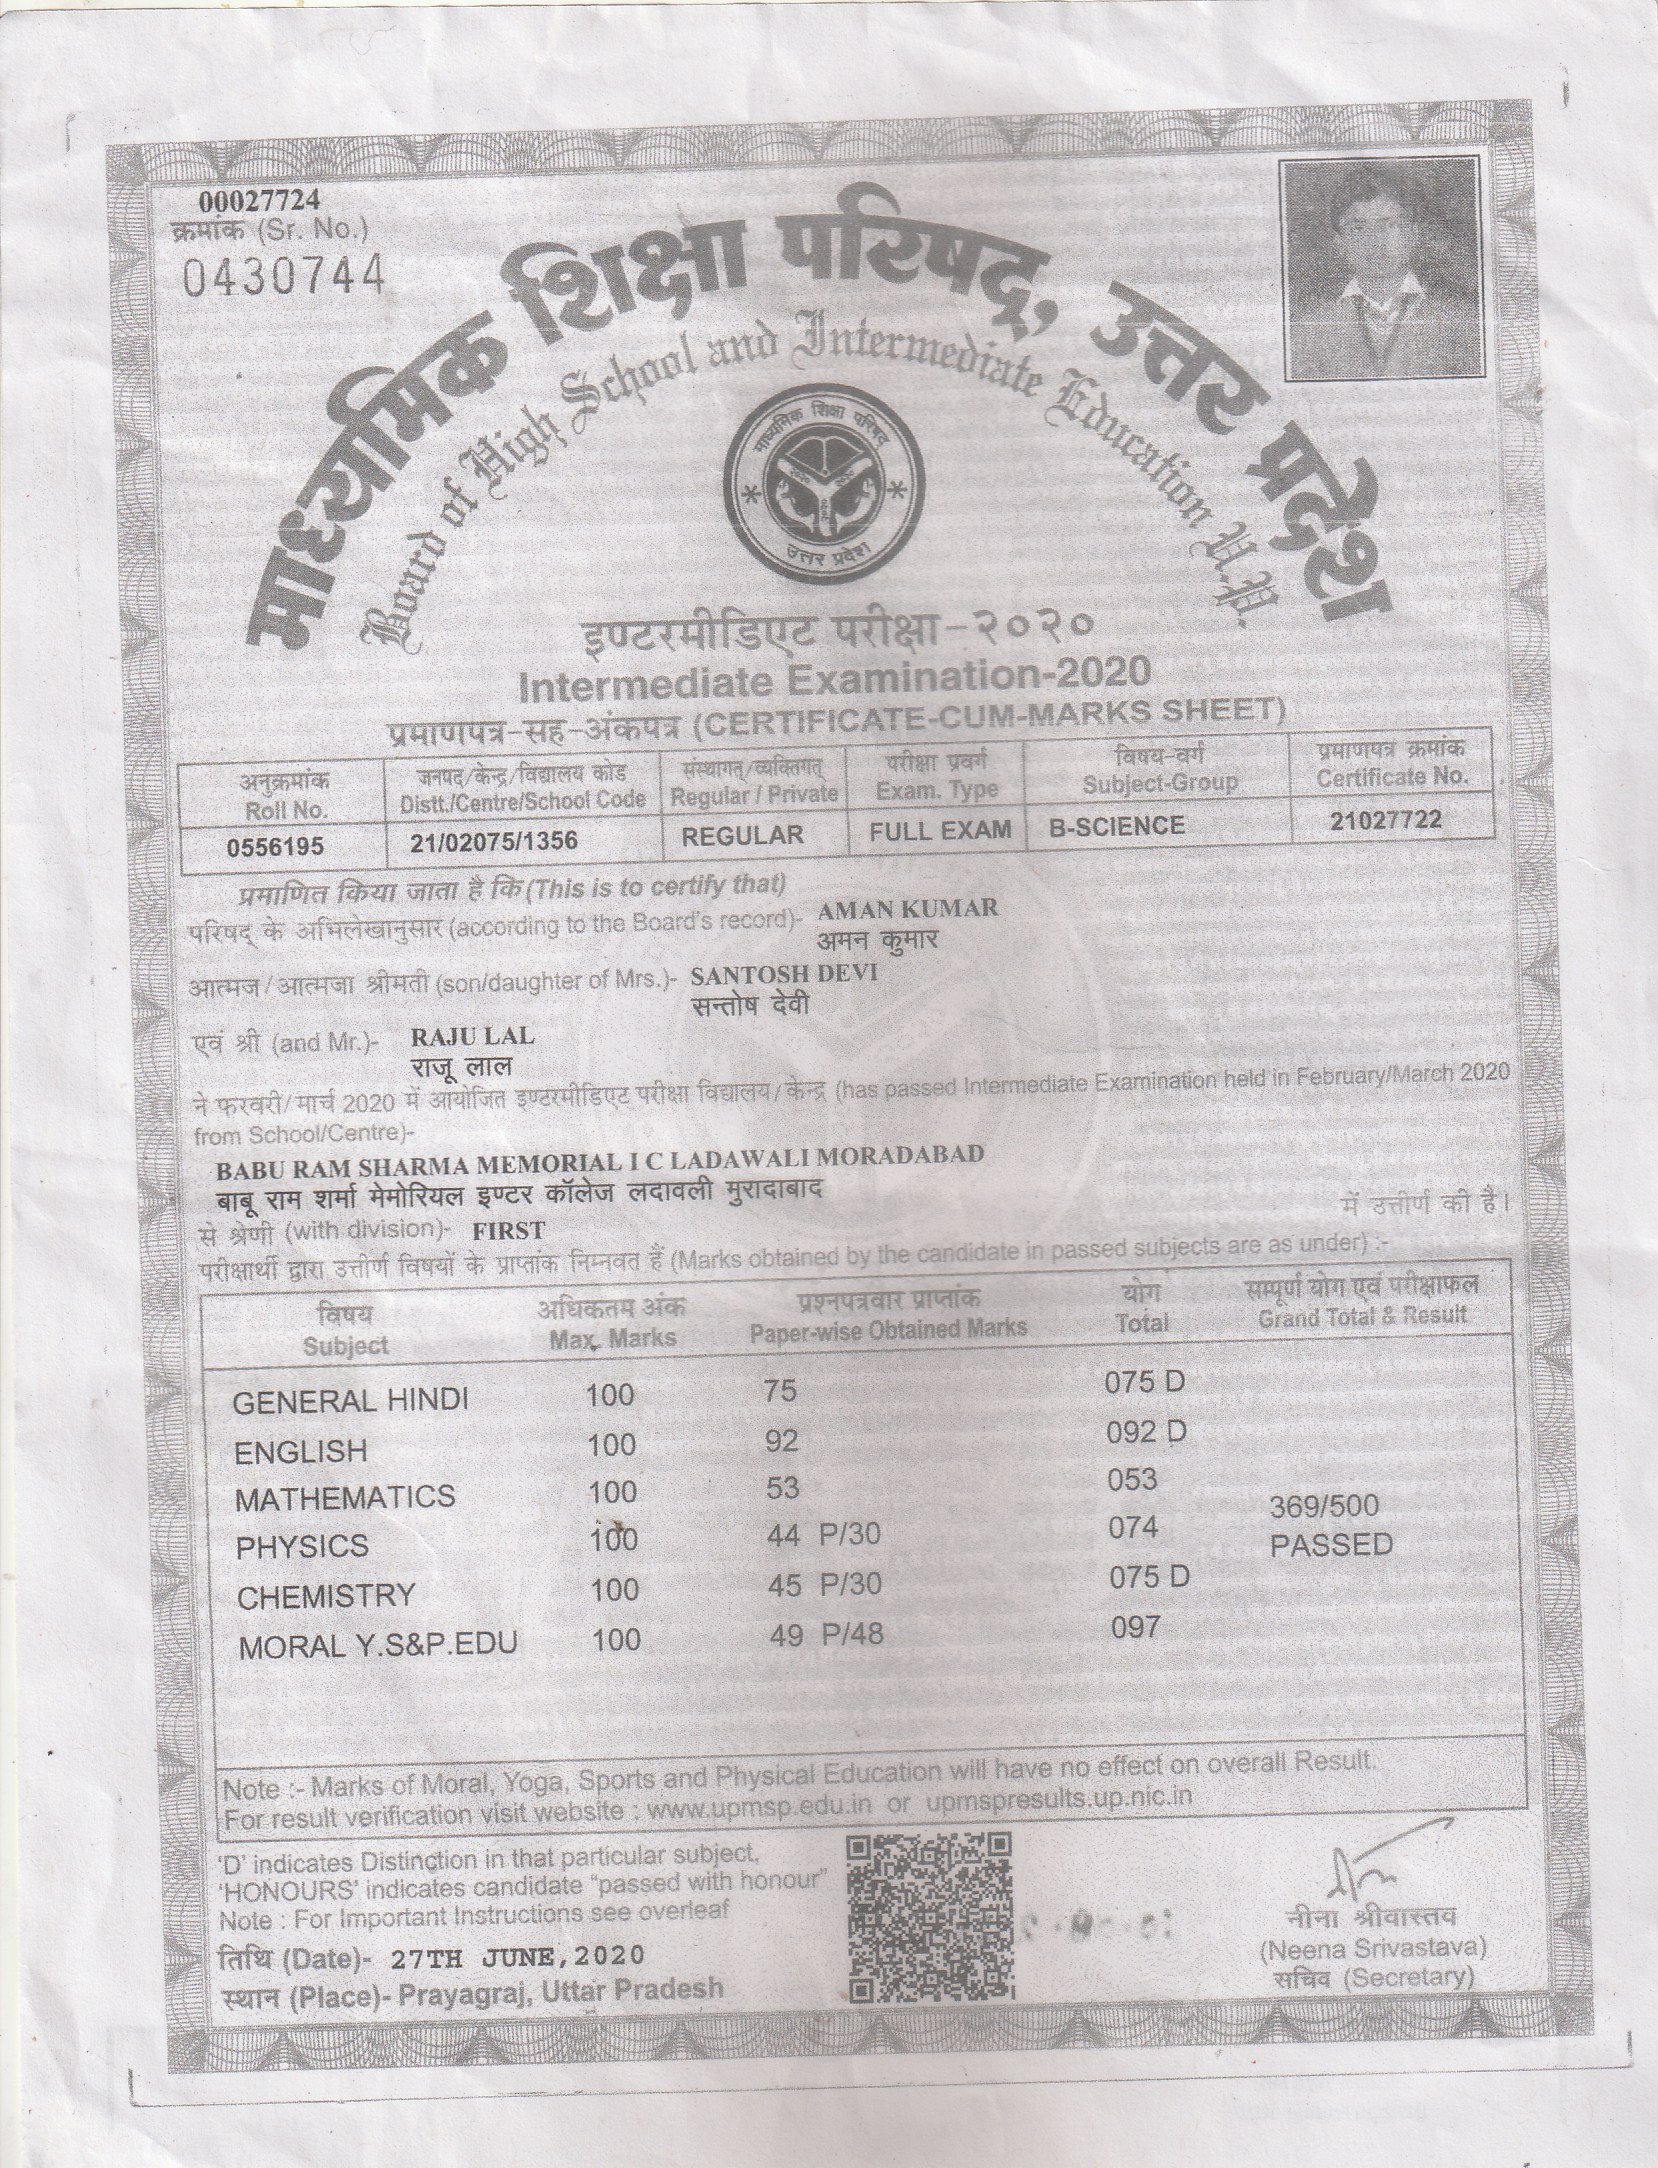 00027724
क्रमांक (Sr. No.)
0430744
माध्यमिक शिक्षा परिषद्, उत्तर प्रदेश
Board of High School and Intermediate Education U.P.
माध्यमिक शिक्षा परिषद्
उत्तर प्रदेश
इण्टरमीडिएट परीक्षा-२०२०
Intermediate Examination-2020
प्रमाणपत्र-सह-अंकपत्र (CERTIFICATE-CUM-MARKS SHEET)
अनुक्रमांक जनपद/केन्द्र/विद्यालय कोड संस्थागत्/व्यक्तिगत् परीक्षा प्रवर्ग विषय-वर्ग प्रमाणपत्र क्रमांक
Roll No. Distt./Centre/School Code Regular / Private Exam. Type Subject-Group Certificate No.
0556195 21/02075/1356 REGULAR FULL EXAM B-SCIENCE 21027722
प्रमाणित किया जाता है कि (This is to certify that)
परिषद् के अभिलेखानुसार (according to the Board's record)- AMAN KUMAR
अमन कुमार
आत्मज/आत्मजा श्रीमती (son/daughter of Mrs.)- SANTOSH DEVI
सन्तोष देवी
एवं श्री (and Mr.)- RAJU LAL
राजू लाल
ने फरवरी/मार्च 2020 में आयोजित इण्टरमीडिएट परीक्षा विद्यालय/केन्द्र (has passed Intermediate Examination held in February/March 2020
from School/Centre)-
BABU RAM SHARMA MEMORIAL I C LADAWALI MORADABAD
बाबू राम शर्मा मेमोरियल इण्टर कॉलेज लदावली मुरादाबाद
में उत्तीर्ण की है।
से श्रेणी (with division)- FIRST
परीक्षार्थी द्वारा उत्तीर्ण विषयों के प्राप्तांक निम्नवत हैं (Marks obtained by the candidate in passed subjects are as under) :-
विषय अधिकतम अंक प्रश्नपत्रवार प्राप्तांक योग सम्पूर्ण योग एवं परीक्षाफल
Subject Max. Marks Paper-wise Obtained Marks Total Grand Total & Result
GENERAL HINDI 100 75 075 D
ENGLISH 100 92 092 D
MATHEMATICS 100 53 053
369/500
PHYSICS 100 44 P/30 074
PASSED
CHEMISTRY 100 45 P/30 075 D
MORAL Y.S&P.EDU 100 49 P/48 097
Note :- Marks of Moral, Yoga, Sports and Physical Education will have no effect on overall Result.
For result verification visit website : www.upmsp.edu.in or upmspresults.up.nic.in
'D' indicates Distinction in that particular subject,
'HONOURS' indicates candidate "passed with honour"
Note : For Important Instructions see overleaf
तिथि (Date)- 27TH JUNE,2020
स्थान (Place)- Prayagraj, Uttar Pradesh
नीना श्रीवास्तव
(Neena Srivastava)
सचिव (Secretary)